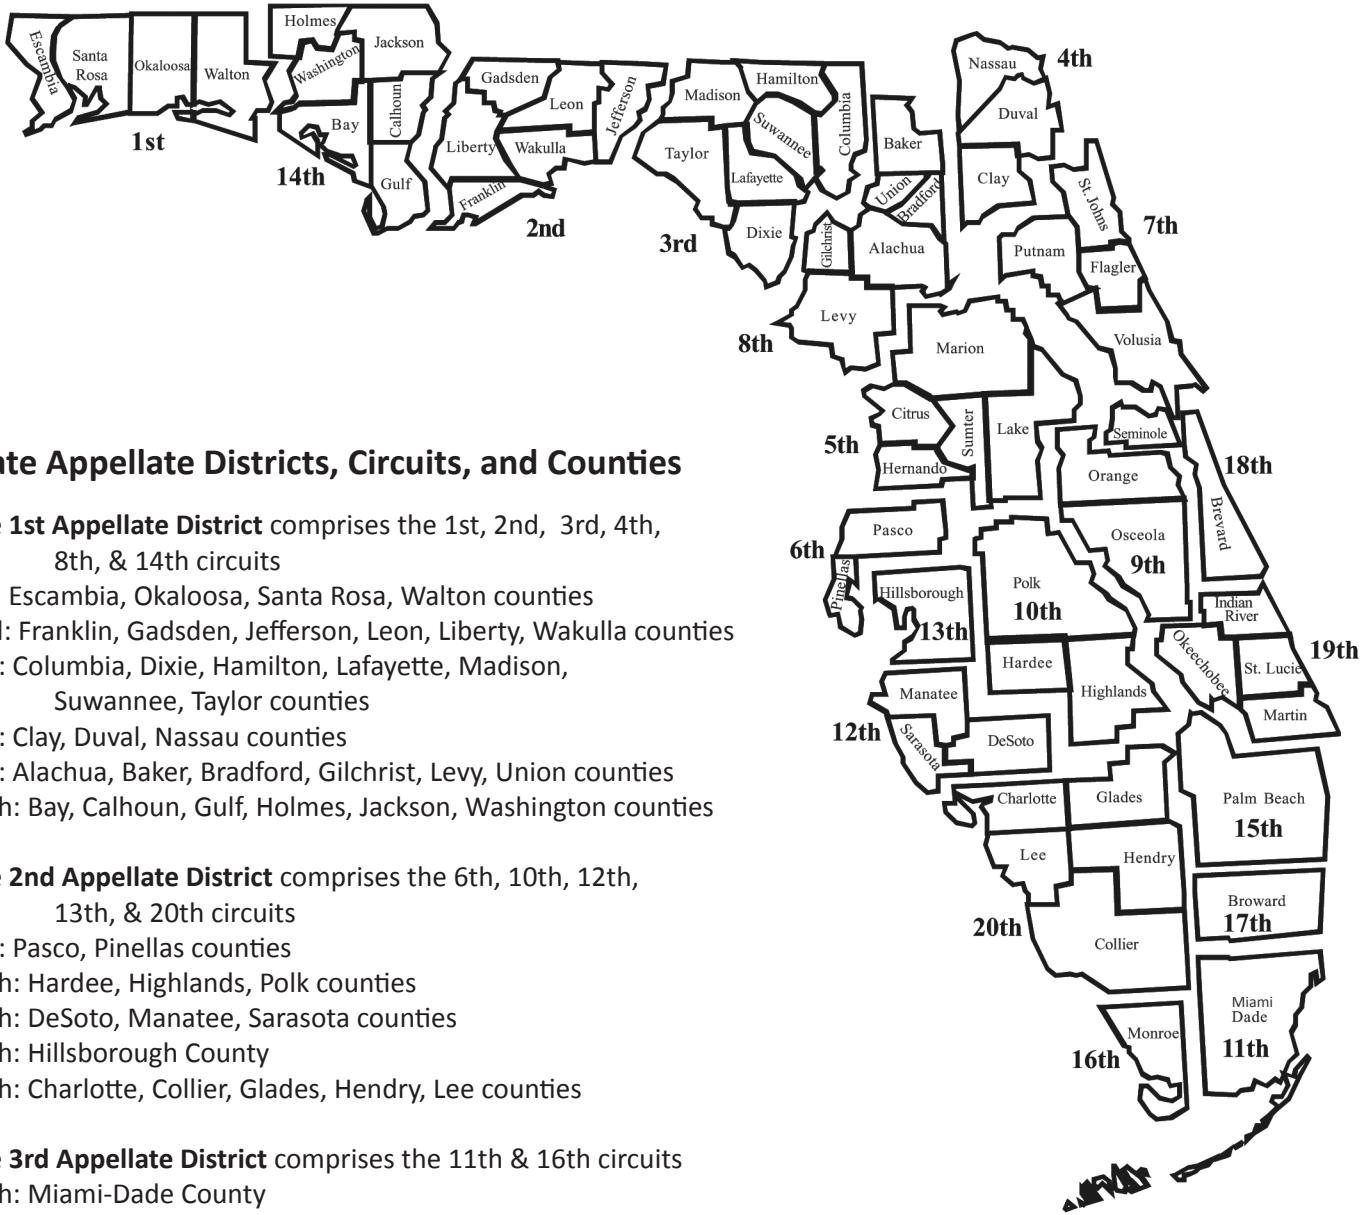 Holmes
Jackson
Escambia
Santa
Rosa
Okaloosa
Walton
Washington
Calhoun
Bay
Gulf
1st
14th
Gadsden
Leon
Jefferson
Liberty
Wakulla
Franklin
2nd
Madison
Hamilton
Columbia
Suwannee
Taylor
Lafayette
Dixie
3rd
Nassau
4th
Duval
Clay
Baker
Union
Bradford
Gilchrist
Alachua
Levy
8th
St. Johns
7th
Putnam
Flagler
Volusia
Marion
Citrus
Sumter
Lake
5th
Hernando
Seminole
Orange
18th
Brevard
Osceola
9th
Pasco
6th
Pinellas
Hillsborough
13th
Polk
10th
Hardee
Highlands
Indian
River
19th
Okeechobee
St. Lucie
Martin
Manatee
12th
Sarasota
DeSoto
Charlotte
Glades
Lee
Hendry
20th
Collier
Palm Beach
15th
Broward
17th
Miami
Dade
11th
Monroe
16th
ate Appellate Districts, Circuits, and Counties
e 1st Appellate District comprises the 1st, 2nd, 3rd, 4th,
8th, & 14th circuits
Escambia, Okaloosa, Santa Rosa, Walton counties
d: Franklin, Gadsden, Jefferson, Leon, Liberty, Wakulla counties
: Columbia, Dixie, Hamilton, Lafayette, Madison,
Suwannee, Taylor counties
: Clay, Duval, Nassau counties
: Alachua, Baker, Bradford, Gilchrist, Levy, Union counties
h: Bay, Calhoun, Gulf, Holmes, Jackson, Washington counties
e 2nd Appellate District comprises the 6th, 10th, 12th,
13th, & 20th circuits
: Pasco, Pinellas counties
h: Hardee, Highlands, Polk counties
h: DeSoto, Manatee, Sarasota counties
h: Hillsborough County
h: Charlotte, Collier, Glades, Hendry, Lee counties
e 3rd Appellate District comprises the 11th & 16th circuits
h: Miami-Dade County